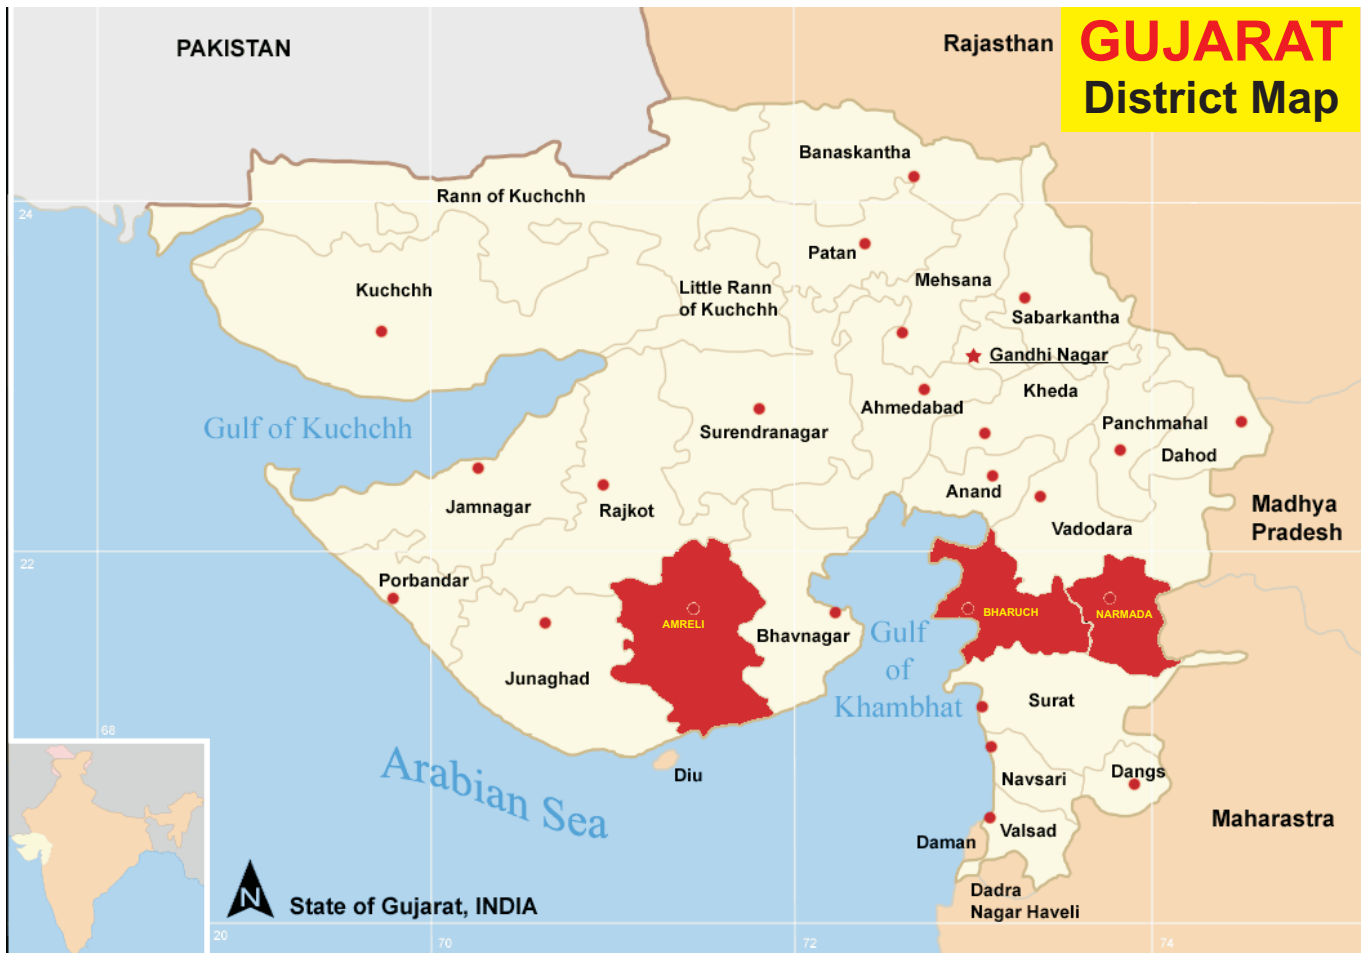 PAKISTAN
Rajasthan
GUJARAT
District Map
Banaskantha
Rann of Kuchchh
24
Patan
Mehsana
Kuchchh
Little Rann
of Kuchchh
Sabarkantha
Gandhi Nagar
Kheda
Ahmedabad
Gulf of Kuchchh
Surendranagar
Panchmahal
Dahod
Anand
Jamnagar
Rajkot
Madhya
Pradesh
Vadodara
22
Porbandar
AMRELI
BHARUCH
NARMADA
Bhavnagar
Gulf
of
Khambhat
Junaghad
Surat
68
Arabian Sea
Diu
Navsari
Dangs
Maharastra
Valsad
Daman
Dadra
Nagar Haveli
N
State of Gujarat, INDIA
20
70
72
74